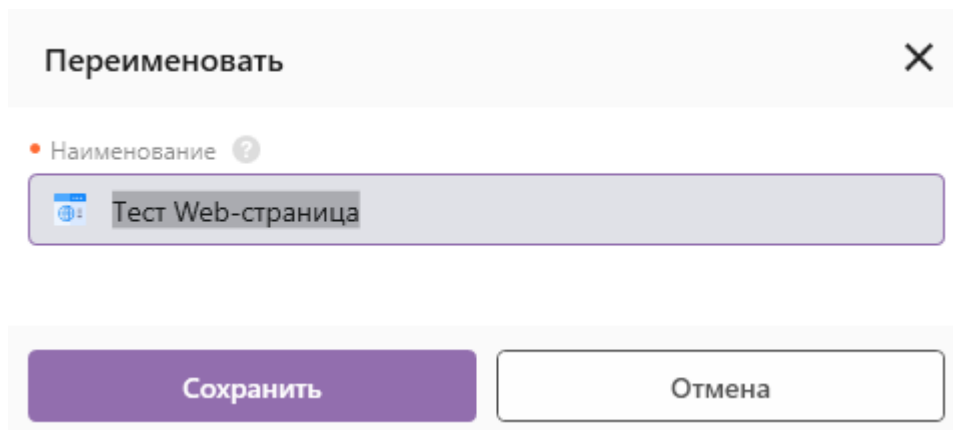 Переименовать
Наименование ?
Тест Web-страница
Сохранить
Отмена